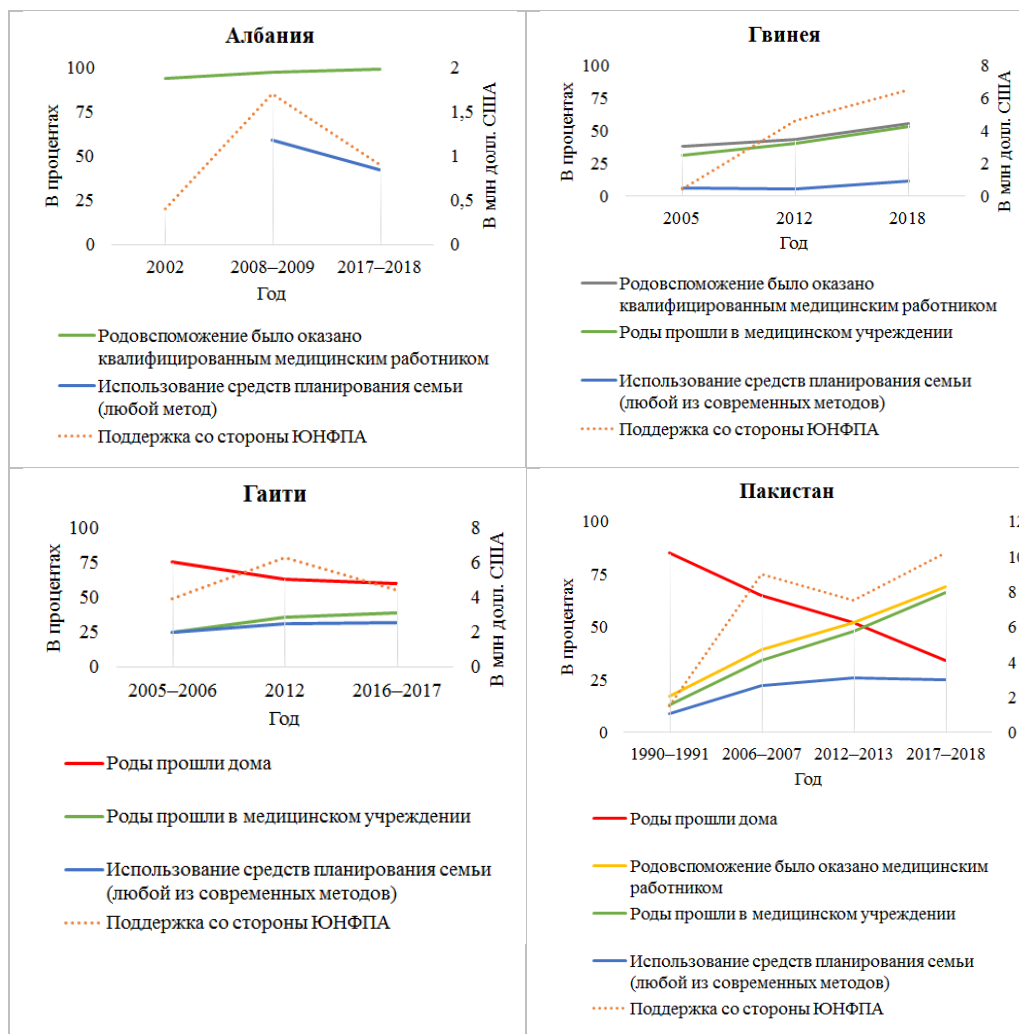 Албания
100
75
50
25
0
В процентах
2
1,5
1
0,5
0
В млн долл. США
2002
2008–2009
2017–2018
Год
Родовспоможение было оказано
квалифицированным медицинским работником
Использование средств планирования семьи
(любой метод)
Поддержка со стороны ЮНФПА
Гвинея
100
75
50
25
0
В процентах
8
6
4
2
0
В млн долл. США
2005
2012
2018
Год
Родовспоможение было оказано
квалифицированным медицинским работником
Роды прошли в медицинском учреждении
Использование средств планирования семьи
(любой из современных методов)
Поддержка со стороны ЮНФПА
Гаити
100
75
50
25
0
В процентах
8
6
4
2
0
В млн долл. США
2005–2006
2012
2016–2017
Год
Роды прошли дома
Роды прошли в медицинском учреждении
Использование средств планирования семьи
(любой из современных методов)
Поддержка со стороны ЮНФПА
Пакистан
100
75
50
25
0
В процентах
12
10
8
6
4
2
0
1990–1991
2006–2007
2012–2013
2017–2018
Год
Роды прошли дома
Родовспоможение было оказано медицинским
работником
Роды прошли в медицинском учреждении
Использование средств планирования семьи
(любой из современных методов)
Поддержка со стороны ЮНФПА